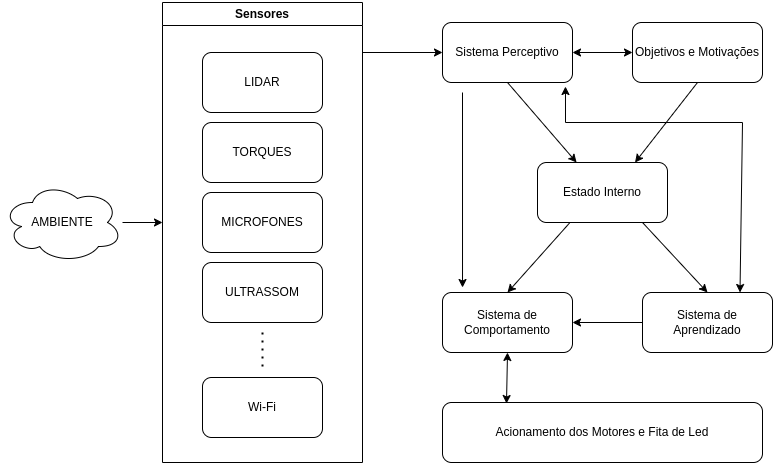 Sensores
LIDAR
TORQUES
MICROFONES
ULTRASSOM
Wi-Fi
AMBIENTE
Sistema Perceptivo
Objetivos e Motivações
Estado Interno
Sistema de
Comportamento
Sistema de
Aprendizado
Acionamento dos Motores e Fita de Led